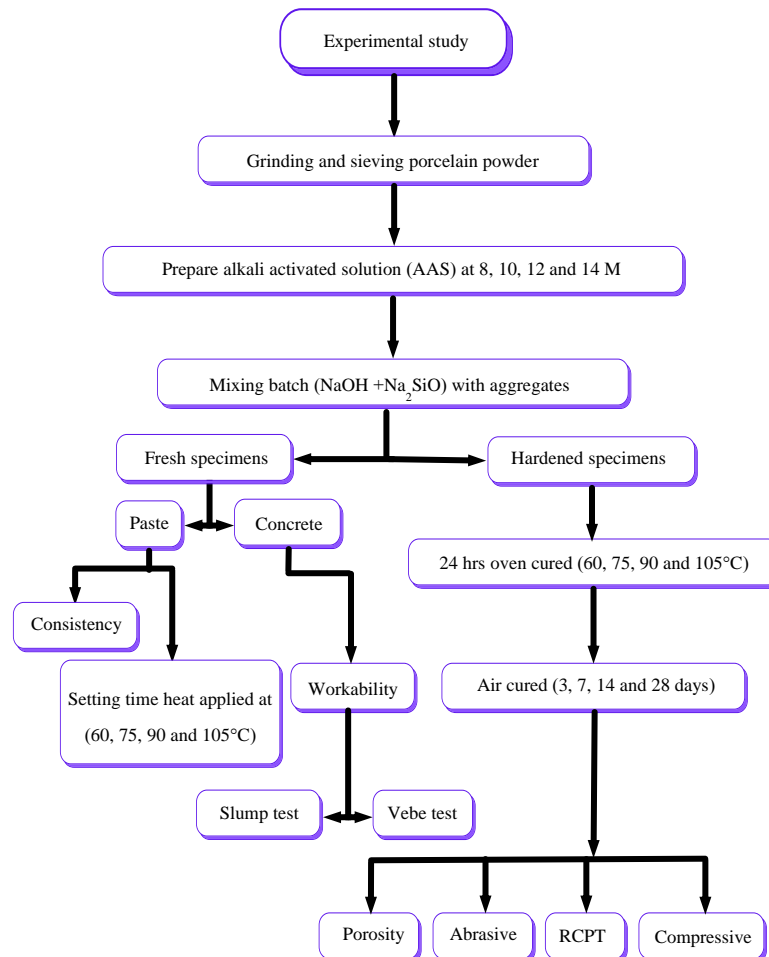 Experimental study
Grinding and sieving porcelain powder
Prepare alkali activated solution (AAS) at 8, 10, 12 and 14 M
Mixing batch (NaOH +Na₂SiO) with aggregates
Fresh specimens
Hardened specimens
Paste
Concrete
24 hrs oven cured (60, 75, 90 and 105°C)
Consistency
Setting time heat applied at
(60, 75, 90 and 105°C)
Workability
Air cured (3, 7, 14 and 28 days)
Slump test
Vebe test
Porosity
Abrasive
RCPT
Compressive